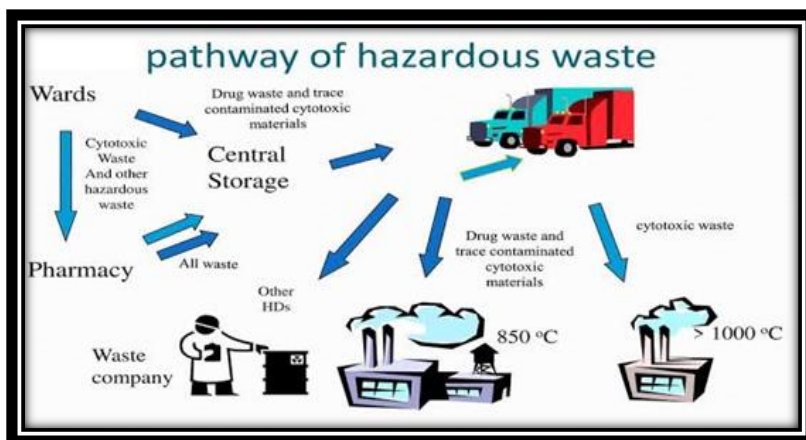 pathway of hazardous waste
Wards
Drug waste and trace
contaminated cytotoxic
materials
Cytotoxic
Waste
And other
hazardous
waste
Central
Storage
Pharmacy
All waste
Other
HDs
Drug waste and
trace contaminated
cytotoxic
materials
cytotoxic waste
Waste
company
850 °C
> 1000 °C